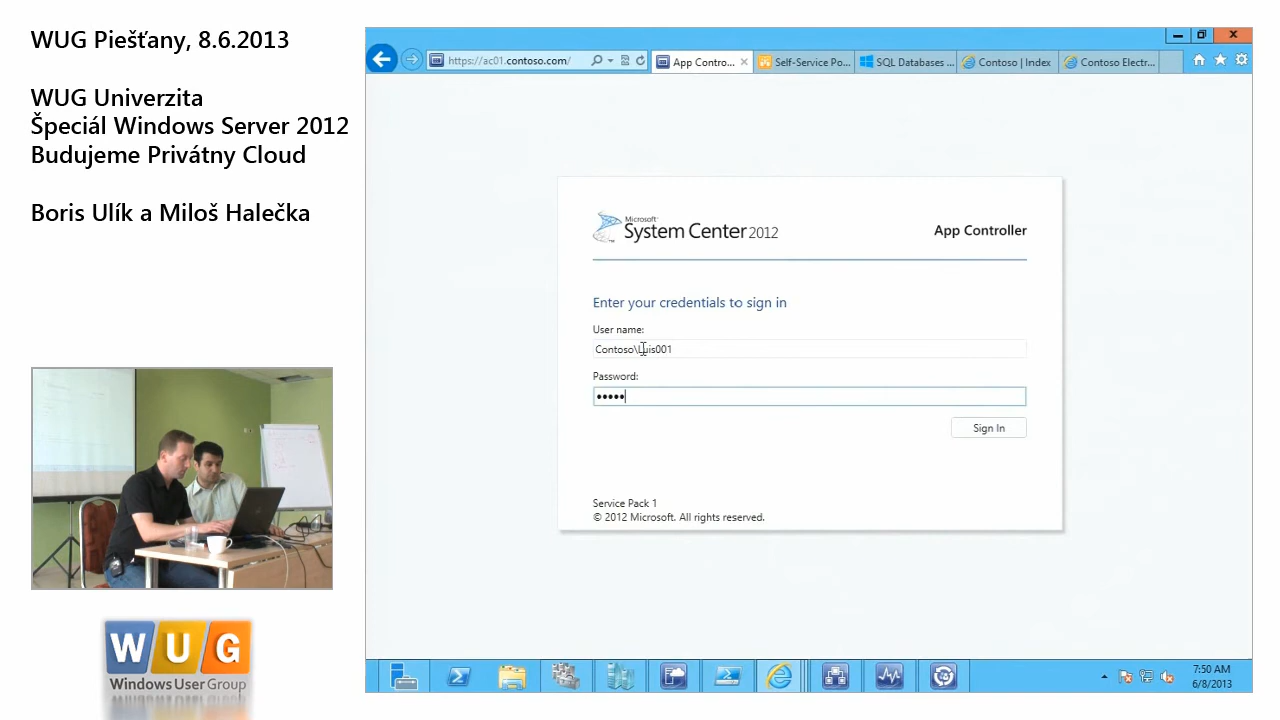 WUG Piešťany, 8.6.2013
WUG Univerzita
Špeciál Windows Server 2012
Budujeme Privátny Cloud
Boris Ulík a Miloš Halečka
WUG
Windows User Group
https://ac01.contoso.com/
App Contro...
Self-Service Po...
SQL Databases ...
Contoso | Index
Contoso Electr...
Microsoft
System Center 2012
App Controller
Enter your credentials to sign in
User name:
Contoso\Luis001
Password:
•••••
Sign In
Service Pack 1
© 2012 Microsoft. All rights reserved.
7:50 AM
6/8/2013